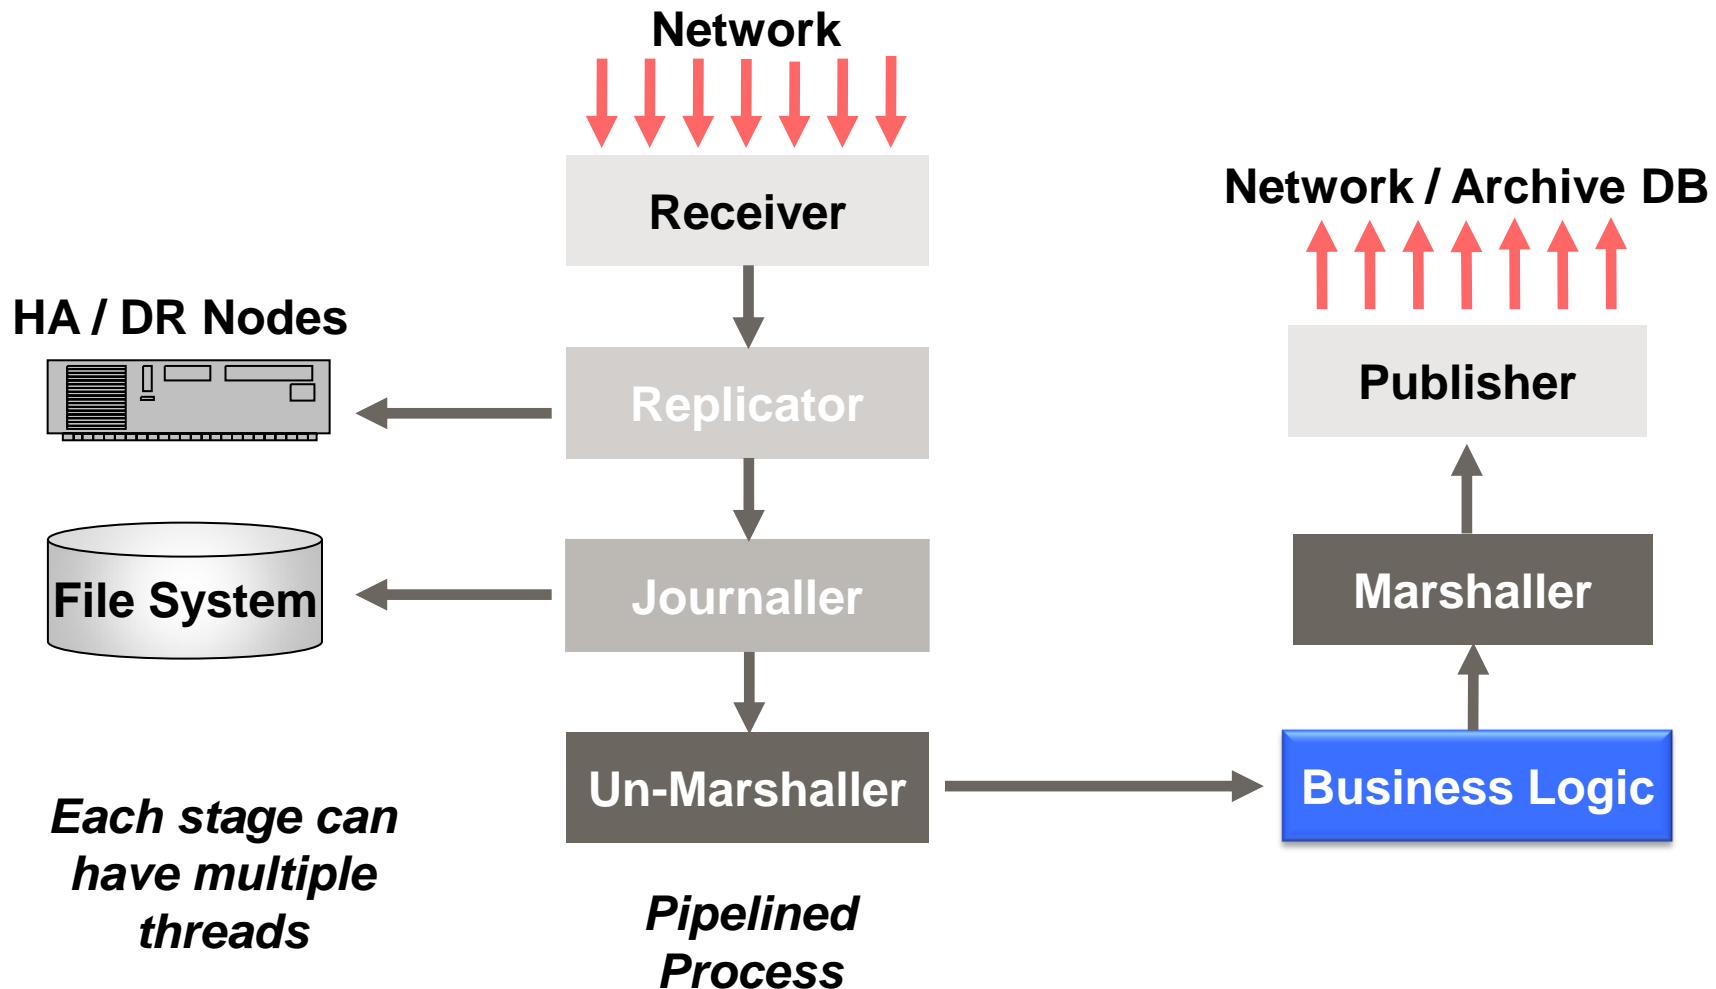 Network
Receiver
Network / Archive DB
HA / DR Nodes
Replicator
Publisher
File System
Journaller
Marshaller
Un-Marshaller
Business Logic
Each stage can
have multiple
threads
Pipelined
Process